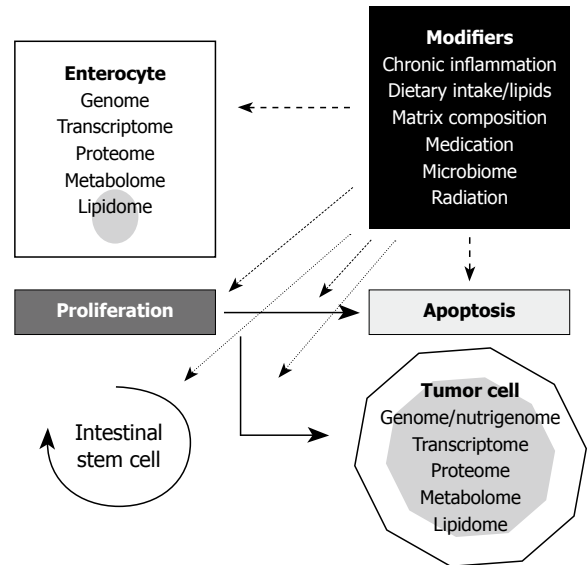 Enterocyte
Genome
Transcriptome
Proteome
Metabolome
Lipidome
Modifiers
Chronic inflammation
Dietary intake/lipids
Matrix composition
Medication
Microbiome
Radiation
Proliferation
Apoptosis
Intestinal
stem cell
Tumor cell
Genome/nutrigenome
Transcriptome
Proteome
Metabolome
Lipidome